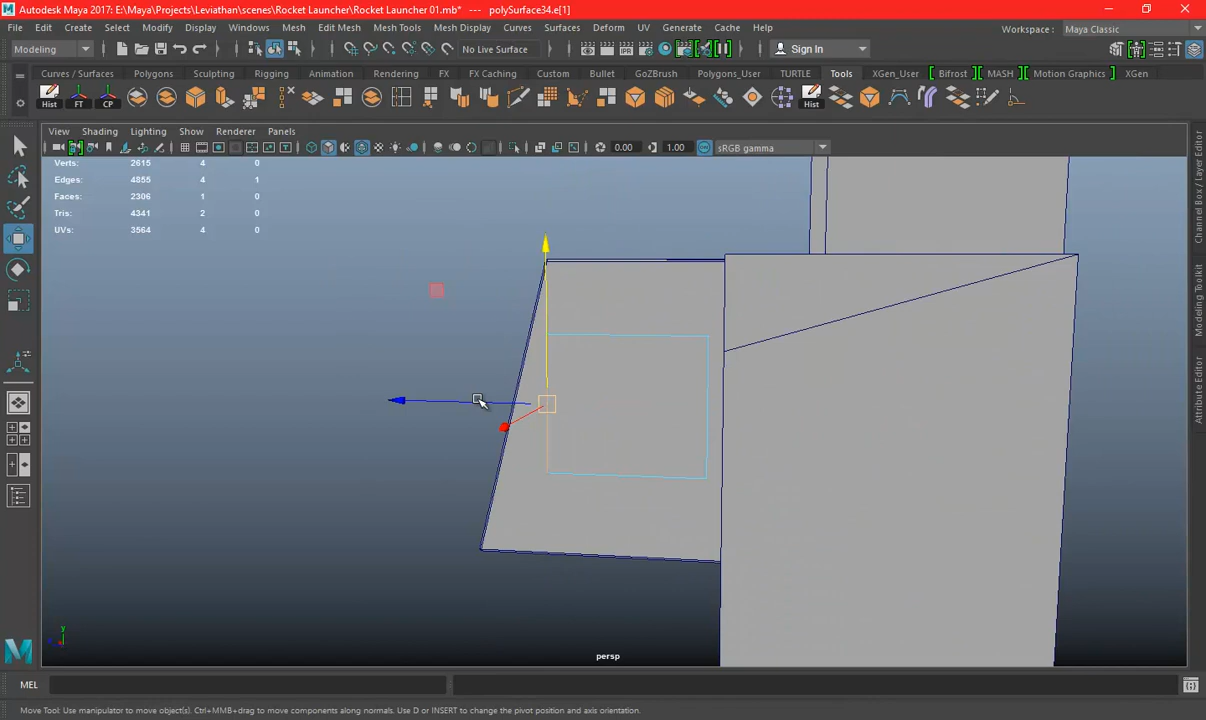 Autodesk Maya 2017: E:\Maya\Projects\Leviathan\scenes\Rocket Launcher\Rocket Launcher 01.mb*   ---   polySurface34.e[1]
File Edit Create Select Modify Display Windows Mesh Edit Mesh Mesh Tools Mesh Display Curves Surfaces Deform UV Generate Cache Help Workspace : Maya Classic
Modeling No Live Surface Sign In
Curves / Surfaces Polygons Sculpting Rigging Animation Rendering FX FX Caching Custom Bullet GoZBrush Polygons_User TURTLE Tools XGen_User Bifrost MASH Motion Graphics XGen
Hist FT CP Hist
View Shading Lighting Show Renderer Panels
0.00 1.00 sRGB gamma
Verts: 2615 4 0
Edges: 4855 4 1
Faces: 2306 1 0
Tris: 4341 2 0
UVs: 3564 4 0
Channel Box / Layer Editor
Modeling Toolkit
Attribute Editor
y
persp
MEL
Move Tool: Use manipulator to move object(s). Ctrl+MMB+drag to move components along normals. Use D or INSERT to change the pivot position and axis orientation.